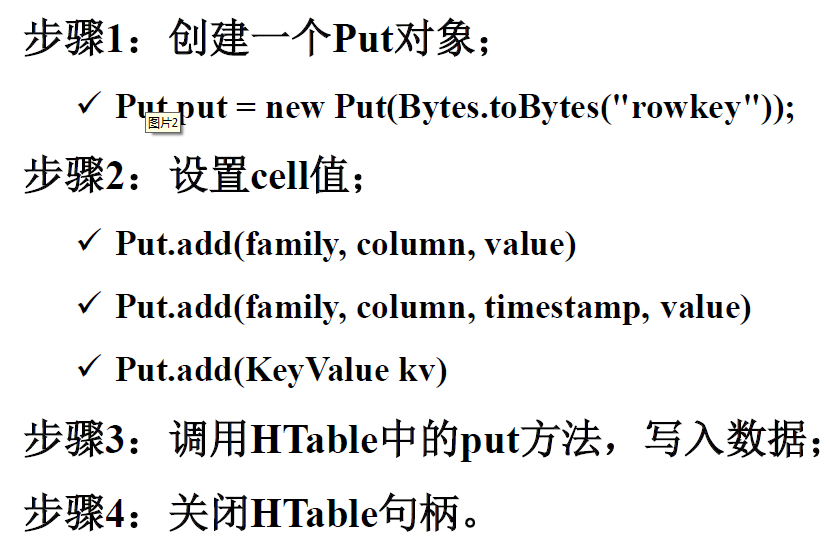 步骤1：创建一个Put对象；
✓ Put put = new Put(Bytes.toBytes("rowkey"));
图片2
步骤2：设置cell值；
✓ Put.add(family, column, value)
✓ Put.add(family, column, timestamp, value)
✓ Put.add(KeyValue kv)
步骤3：调用HTable中的put方法，写入数据；
步骤4：关闭HTable句柄。